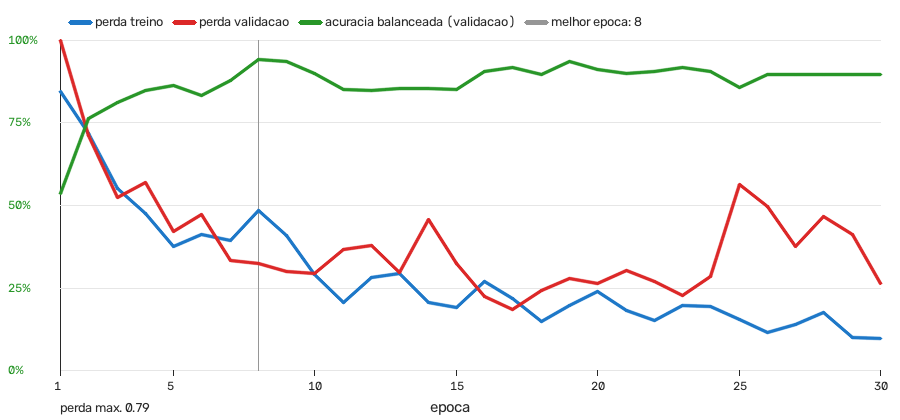 perda treino perda validacao acuracia balanceada (validacao) melhor epoca: 8
100%
75%
50%
25%
0%
1 5 10 15 20 25 30
perda max. 0.79 epoca